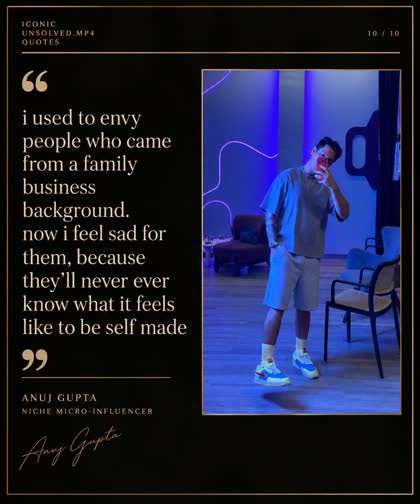 ICONIC
UNSOLVED.MP4
QUOTES
10 / 10
“
i used to envy
people who came
from a family
business
background.
now i feel sad for
them, because
they’ll never ever
know what it feels
like to be self made
”
ANUJ GUPTA
NICHE MICRO-INFLUENCER
Anuj Gupta